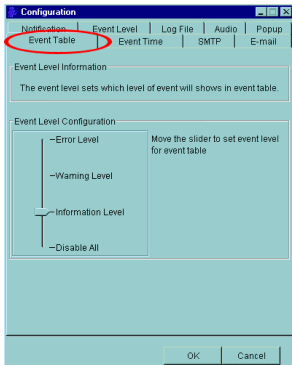 Configuration
Notification Event Level Log File Audio Popup
Event Table Event Time SMTP E-mail
Event Level Information
The event level sets which level of event will shows in event table.
Event Level Configuration
Error Level
Move the slider to set event level
for event table
Warning Level
Information Level
Disable All
OK Cancel